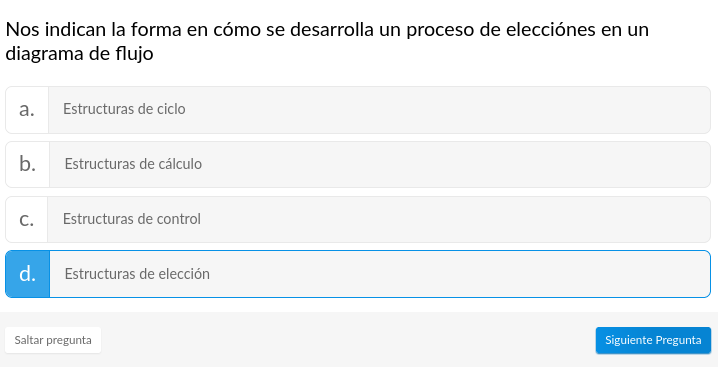 Nos indican la forma en cómo se desarrolla un proceso de elecciónes en un
diagrama de flujo
a. Estructuras de ciclo
b. Estructuras de cálculo
c. Estructuras de control
d. Estructuras de elección
Saltar pregunta Siguiente Pregunta